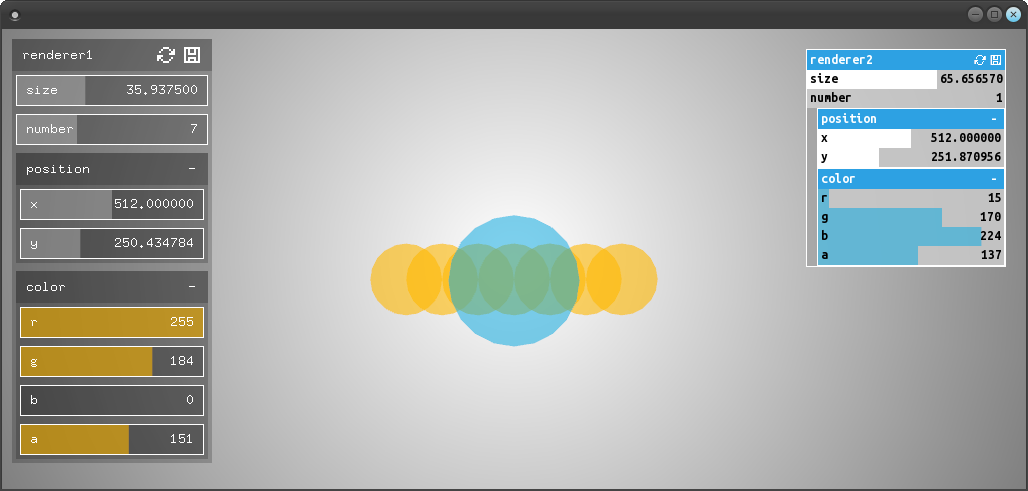 renderer1
size 35.937500
number 7
position -
x 512.000000
y 250.434784
color -
r 255
g 184
b 0
a 151
renderer2
size 65.656570
number 1
position -
x 512.000000
y 251.870956
color -
r 15
g 170
b 224
a 137